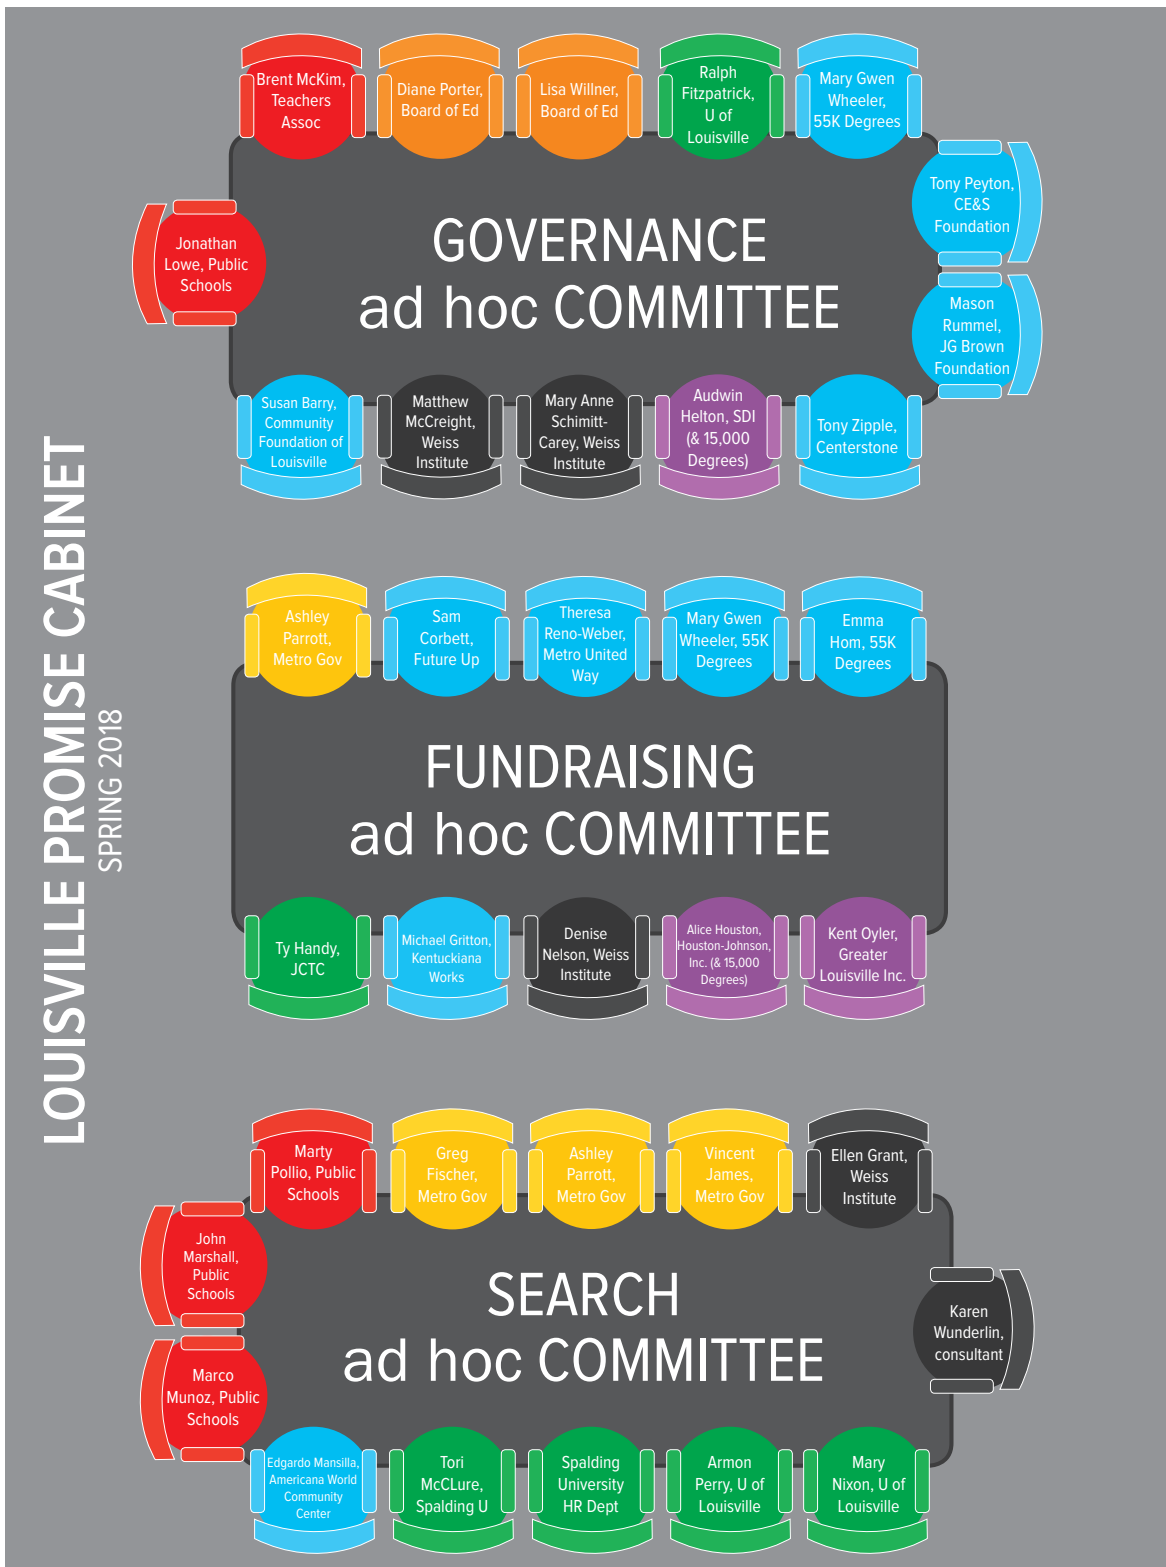 LOUISVILLE PROMISE CABINET
SPRING 2018
Brent McKim,
Teachers
Assoc
Diane Porter,
Board of Ed
Lisa Willner,
Board of Ed
Ralph
Fitzpatrick,
U of
Louisville
Mary Gwen
Wheeler,
55K Degrees
Tony Peyton,
CE&S
Foundation
Jonathan
Lowe, Public
Schools
GOVERNANCE
ad hoc COMMITTEE
Mason
Rummel,
JG Brown
Foundation
Susan Barry,
Community
Foundation of
Louisville
Matthew
McCreight,
Weiss
Institute
Mary Anne
Schimitt-
Carey, Weiss
Institute
Audwin
Helton, SDI
(& 15,000
Degrees)
Tony Zipple,
Centerstone
Ashley
Parrott,
Metro Gov
Sam
Corbett,
Future Up
Theresa
Reno-Weber,
Metro United
Way
Mary Gwen
Wheeler, 55K
Degrees
Emma
Hom, 55K
Degrees
FUNDRAISING
ad hoc COMMITTEE
Ty Handy,
JCTC
Michael Gritton,
Kentuckiana
Works
Denise
Nelson, Weiss
Institute
Alice Houston,
Houston-Johnson,
Inc. (& 15,000
Degrees)
Kent Oyler,
Greater
Louisville Inc.
Marty
Pollio, Public
Schools
Greg
Fischer,
Metro Gov
Ashley
Parrott,
Metro Gov
Vincent
James,
Metro Gov
Ellen Grant,
Weiss
Institute
John
Marshall,
Public
Schools
SEARCH
ad hoc COMMITTEE
Karen
Wunderlin,
consultant
Marco
Munoz, Public
Schools
Edgardo Mansilla,
Americana World
Community
Center
Tori
McCLure,
Spalding U
Spalding
University
HR Dept
Armon
Perry, U of
Louisville
Mary
Nixon, U of
Louisville